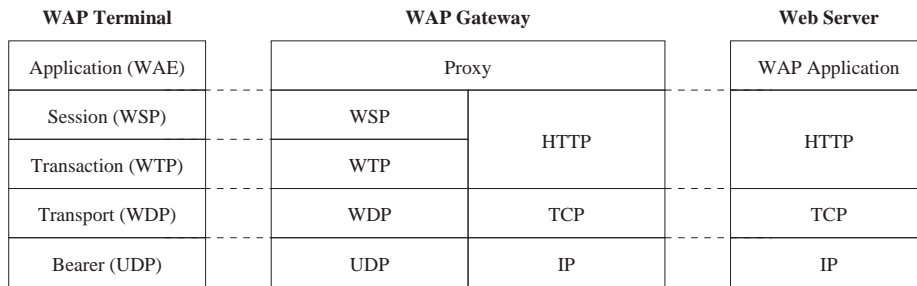 WAP Terminal WAP Gateway Web Server
Application (WAE) Proxy WAP Application
Session (WSP) WSP
HTTP HTTP
Transaction (WTP) WTP
Transport (WDP) WDP TCP TCP
Bearer (UDP) UDP IP IP